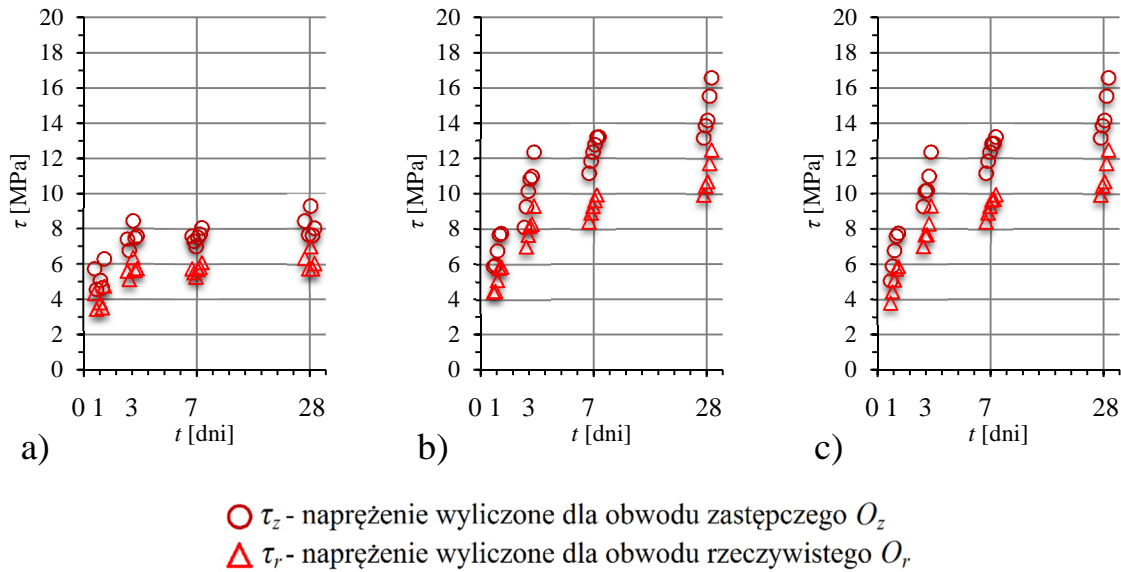 20 20 20
18 18 18
16 16 16
14 14 14
12 12 12
10 10 10
8 8 8
6 6 6
4 4 4
2 2 2
0 0 0
τ [MPa] τ [MPa] τ [MPa]
0 1 3 7 28 0 1 3 7 28 0 1 3 7 28
t [dni] t [dni] t [dni]
a) b) c)
τz - naprężenie wyliczone dla obwodu zastępczego Oz
τr - naprężenie wyliczone dla obwodu rzeczywistego Or